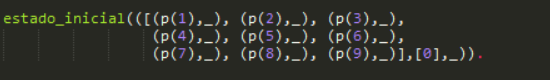 estado_inicial(([(p(1),_), (p(2),_), (p(3),_),
(p(4),_), (p(5),_), (p(6),_),
(p(7),_), (p(8),_), (p(9),_)],[0],_)).